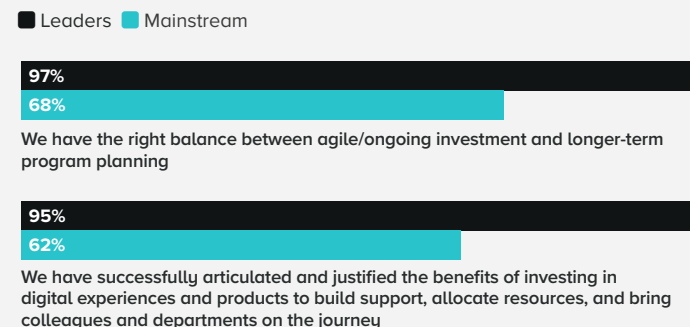 Leaders Mainstream
97%
68%
We have the right balance between agile/ongoing investment and longer-term
program planning
95%
62%
We have successfully articulated and justified the benefits of investing in
digital experiences and products to build support, allocate resources, and bring
colleagues and departments on the journey